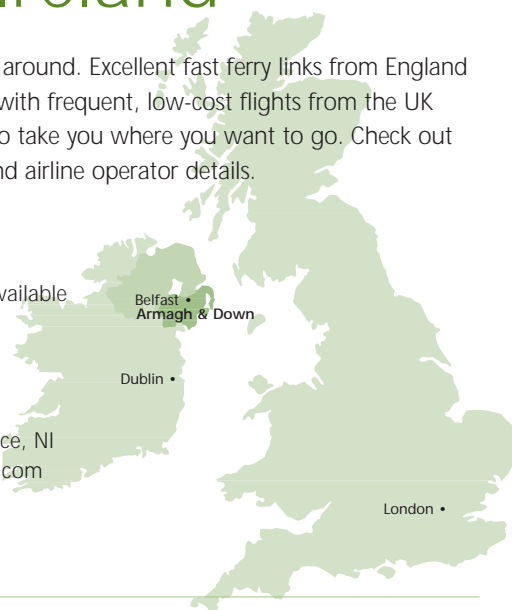 Ireland
around. Excellent fast ferry links from England
with frequent, low-cost flights from the UK
o take you where you want to go. Check out
nd airline operator details.
vailable
Belfast •
Armagh & Down
Dublin •
ce, NI
com
London •